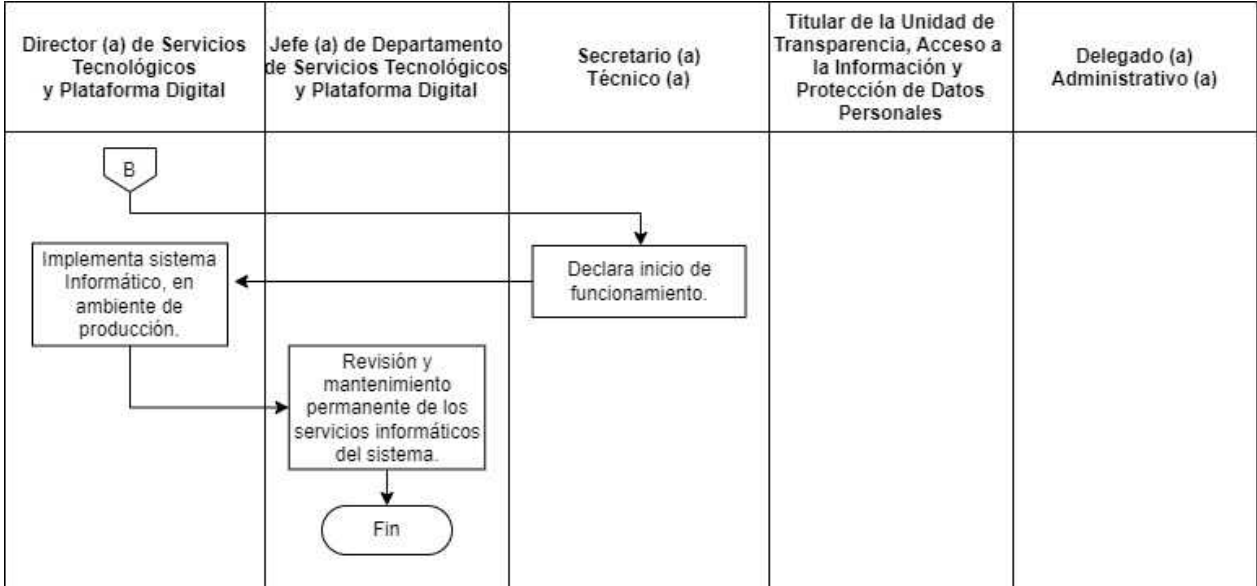 Director (a) de Servicios
Tecnológicos
y Plataforma Digital
Jefe (a) de Departamento
de Servicios Tecnológicos
y Plataforma Digital
Secretario (a)
Técnico (a)
Titular de la Unidad de
Transparencia, Acceso a
la Información y
Protección de Datos
Personales
Delegado (a)
Administrativo (a)
B
Declara inicio de
funcionamiento.
Implementa sistema
Informático, en
ambiente de
producción.
Revisión y
mantenimiento
permanente de los
servicios informáticos
del sistema.
Fin